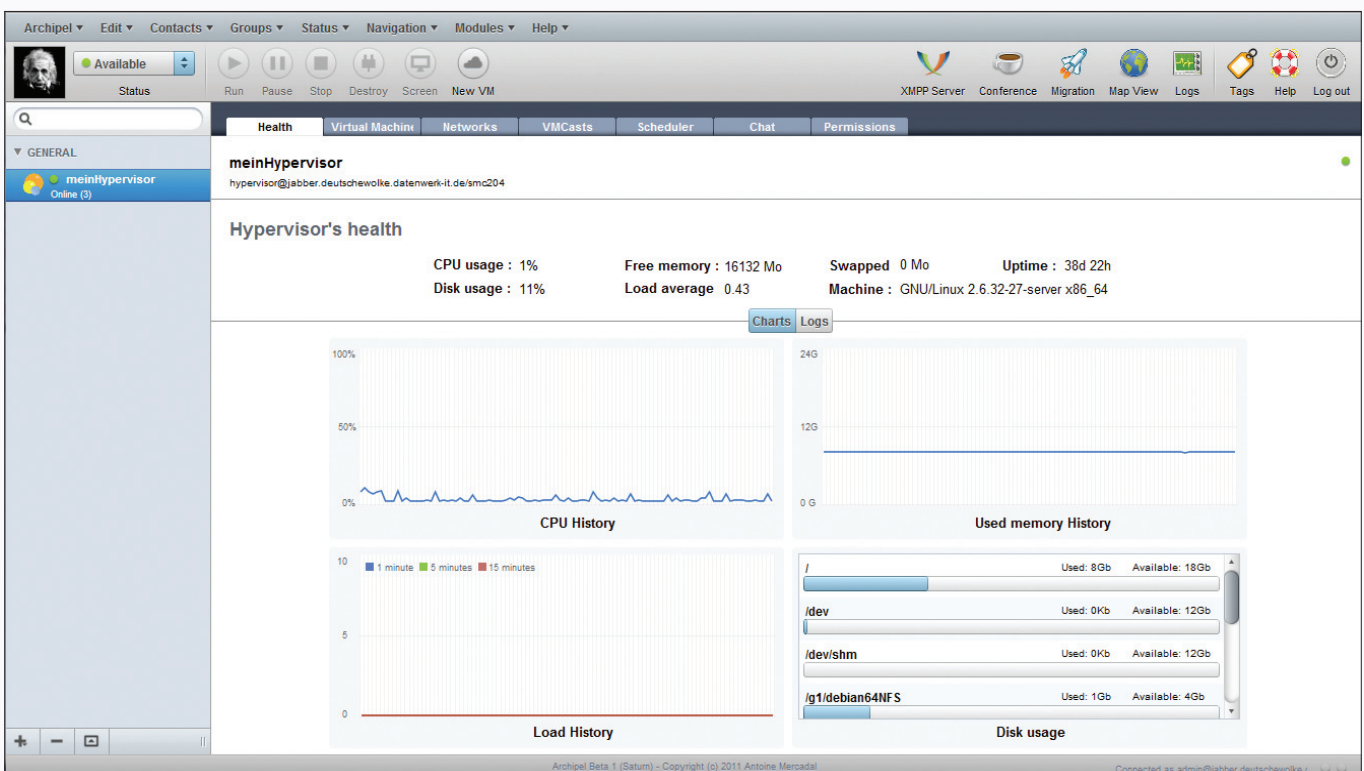 Archipel Edit Contacts Groups Status Navigation Modules Help
Available
Status
Run Pause Stop Destroy Screen New VM
XMPP Server Conference Migration Map View Logs Tags Help Log out
Health Virtual Machine Networks VMCasts Scheduler Chat Permissions
GENERAL
meinHypervisor
Online (3)
meinHypervisor
hypervisor@jabber.deutschewolke.datenwerk-it.de/smc204
Hypervisor's health
CPU usage : 1% Free memory : 16132 Mo Swapped 0 Mo Uptime : 38d 22h
Disk usage : 11% Load average 0.43 Machine : GNU/Linux 2.6.32-27-server x86_64
Charts Logs
100%
50%
0%
CPU History
24G
12G
0 G
Used memory History
10
1 minute 5 minutes 15 minutes
5
0
Load History
/ Used: 8Gb Available: 18Gb
/dev Used: 0Kb Available: 12Gb
/dev/shm Used: 0Kb Available: 12Gb
/g1/debian64NFS Used: 1Gb Available: 4Gb
Disk usage
Archipel Beta 1 (Saturn) - Copyright (c) 2011 Antoine Mercadal
Connected as admin@jabber.deutschewolke.